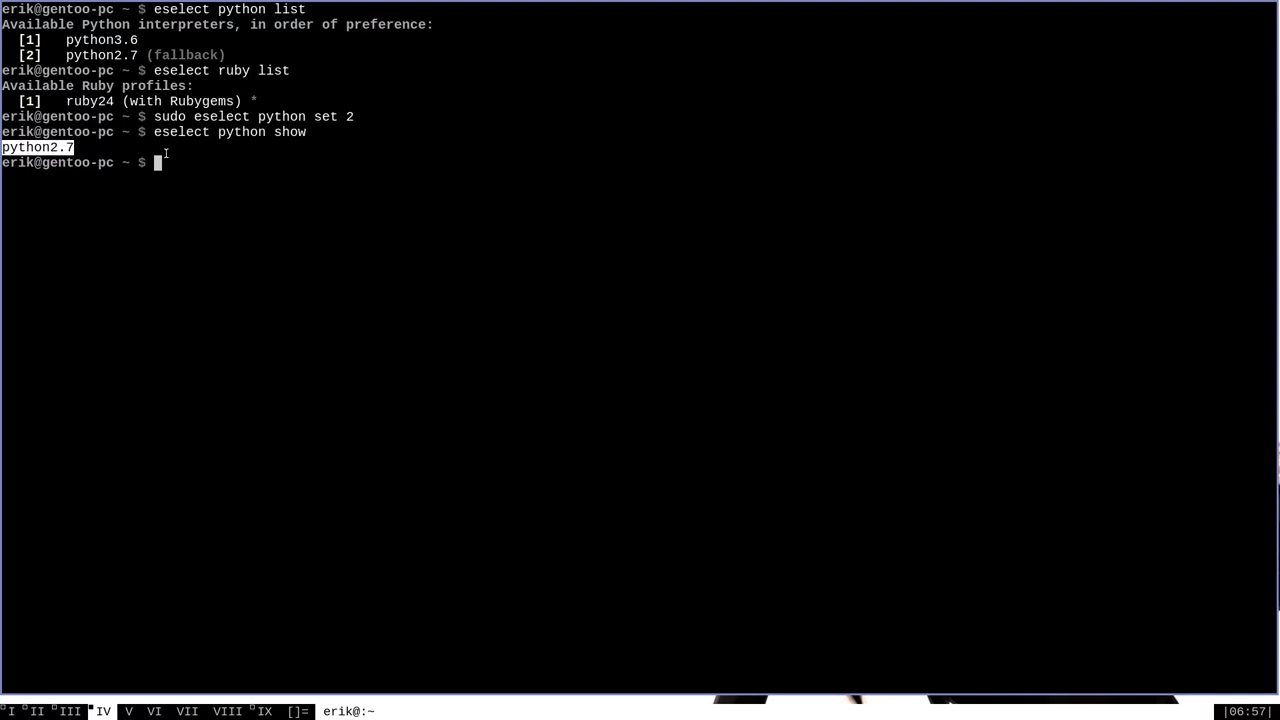 erik@gentoo-pc ~ $ eselect python list
Available Python interpreters, in order of preference:
  [1]   python3.6
  [2]   python2.7 (fallback)
erik@gentoo-pc ~ $ eselect ruby list
Available Ruby profiles:
  [1]   ruby24 (with Rubygems) *
erik@gentoo-pc ~ $ sudo eselect python set 2
erik@gentoo-pc ~ $ eselect python show
python2.7
erik@gentoo-pc ~ $
I II III IV V VI VII VIII IX []= erik@:~ |06:57|